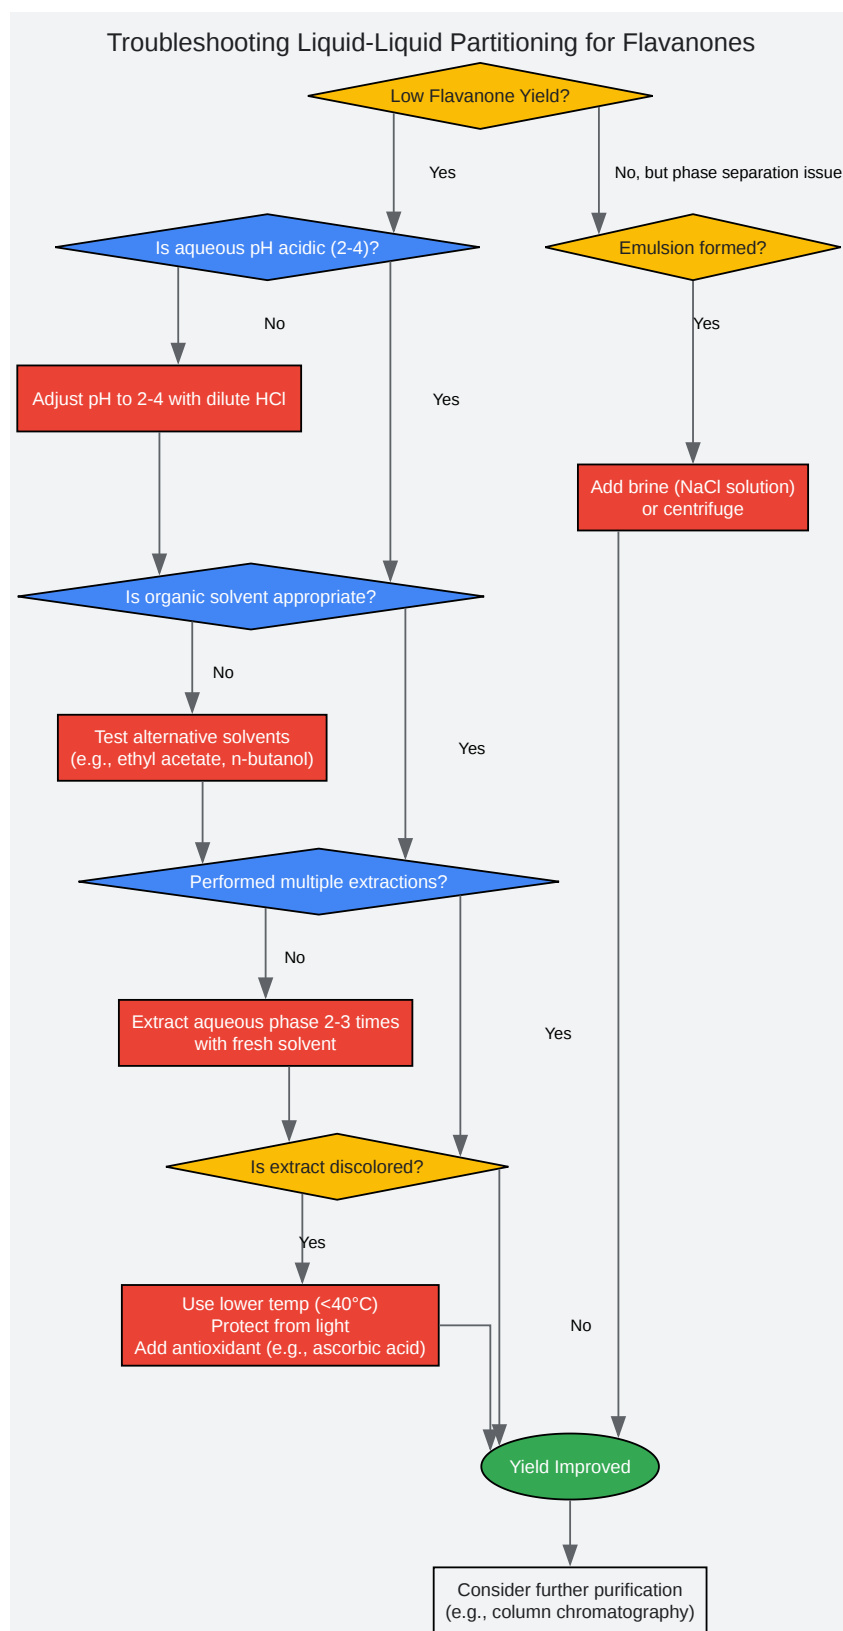 Troubleshooting Liquid-Liquid Partitioning for Flavanones
Low Flavanone Yield?
Yes
No, but phase separation issue
Is aqueous pH acidic (2-4)?
Emulsion formed?
No
Yes
Adjust pH to 2-4 with dilute HCl
Yes
Add brine (NaCl solution)
or centrifuge
Is organic solvent appropriate?
No
Test alternative solvents
(e.g., ethyl acetate, n-butanol)
Yes
Performed multiple extractions?
No
Extract aqueous phase 2-3 times
with fresh solvent
Yes
Is extract discolored?
Yes
Use lower temp (<40°C)
Protect from light
Add antioxidant (e.g., ascorbic acid)
No
Yield Improved
Consider further purification
(e.g., column chromatography)